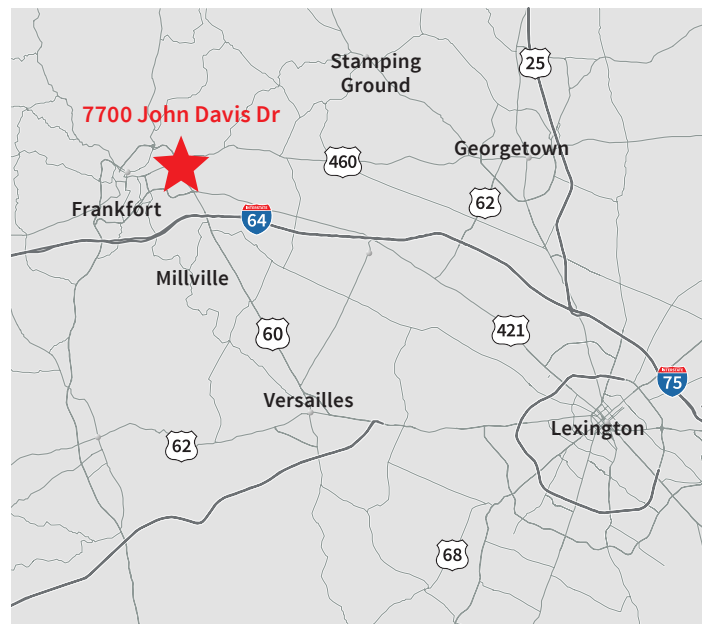 Stamping
Ground
25
7700 John Davis Dr
Georgetown
460
62
Frankfort
64
Millville
60
421
75
Versailles
Lexington
62
68